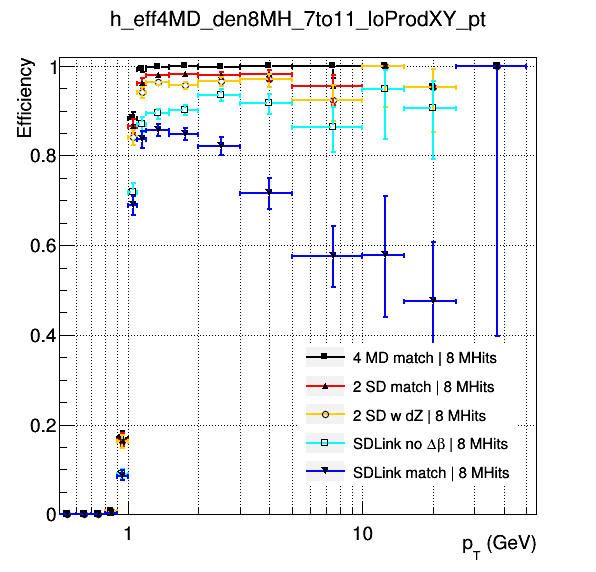 h_eff4MD_den8MH_7to11_loProdXY_pt
Efficiency
1
0.8
0.6
0.4
0.2
0
4 MD match | 8 MHits
2 SD match | 8 MHits
2 SD w dZ | 8 MHits
SDLink no Δβ | 8 MHits
SDLink match | 8 MHits
1 10
p_T (GeV)